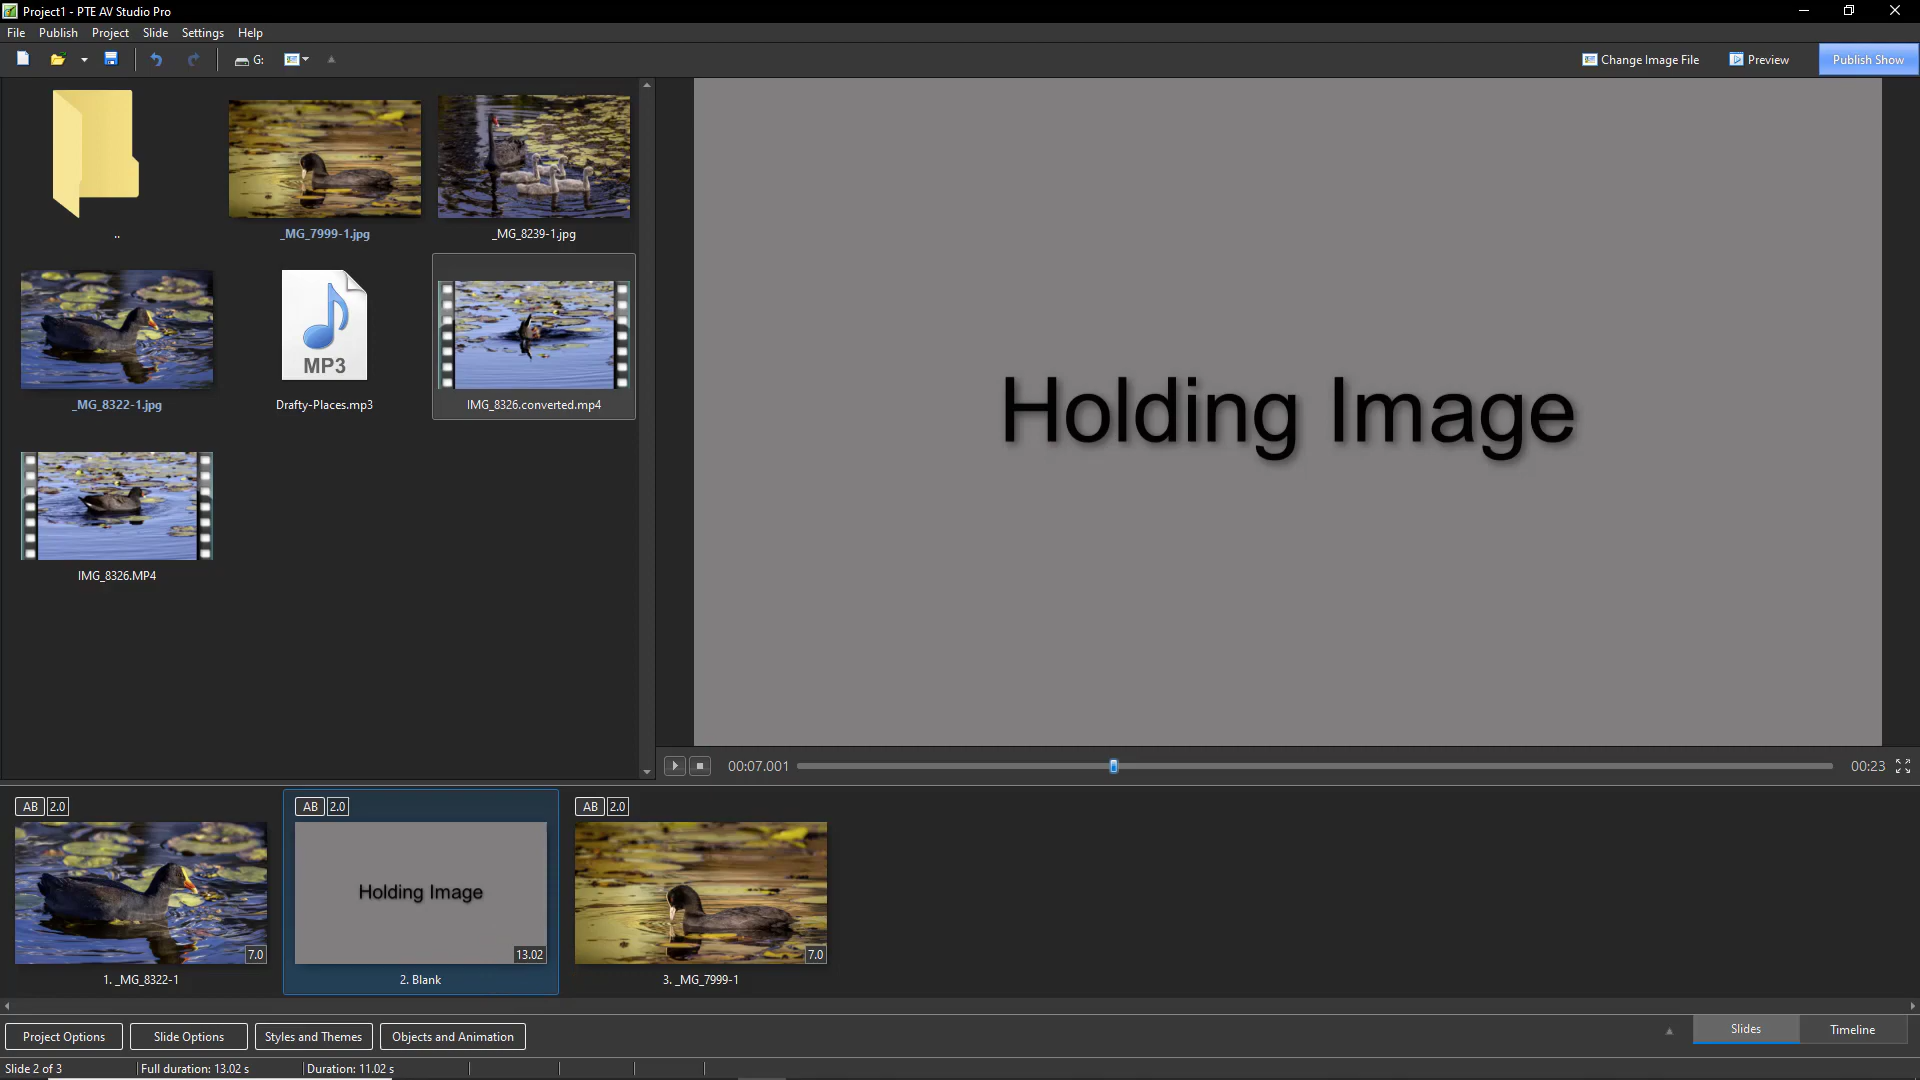 Project1 - PTE AV Studio Pro
File Publish Project Slide Settings Help
G: Change Image File Preview Publish Show
.. _MG_7999-1.jpg _MG_8239-1.jpg
MP3
_MG_8322-1.jpg Drafty-Places.mp3 IMG_8326.converted.mp4
IMG_8326.MP4
Holding Image
00:07.001 00:23
AB 2.0 AB 2.0 AB 2.0
Holding Image
7.0 13.02 7.0
1. _MG_8322-1 2. Blank 3. _MG_7999-1
Project Options Slide Options Styles and Themes Objects and Animation Slides Timeline
Slide 2 of 3 Full duration: 13.02 s Duration: 11.02 s